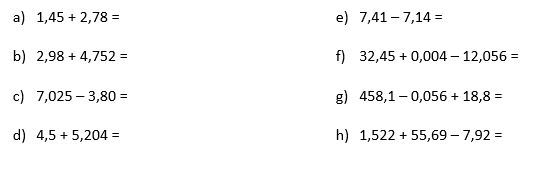 a) 1,45 + 2,78 =
b) 2,98 + 4,752 =
c) 7,025 – 3,80 =
d) 4,5 + 5,204 =
e) 7,41 – 7,14 =
f) 32,45 + 0,004 – 12,056 =
g) 458,1 – 0,056 + 18,8 =
h) 1,522 + 55,69 – 7,92 =